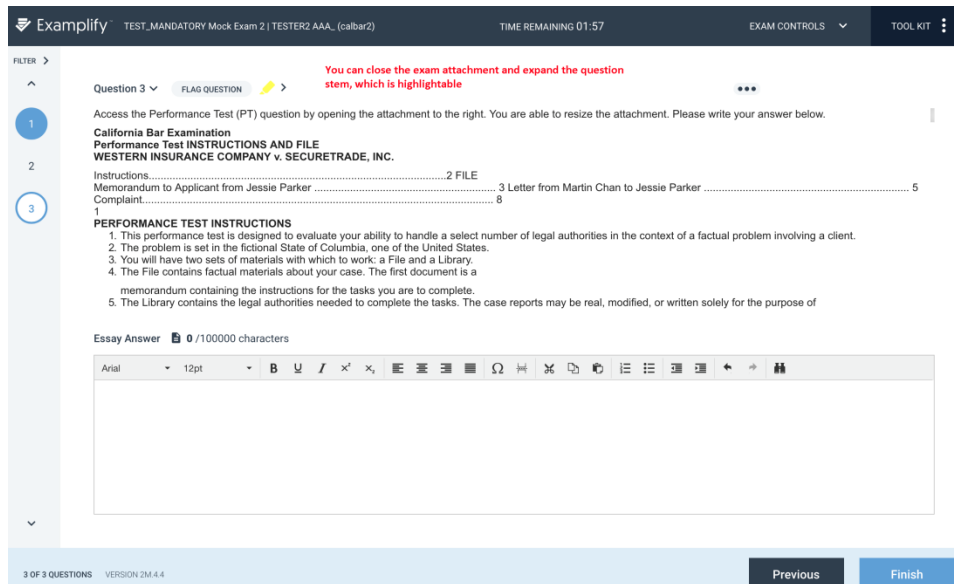 Examplify TEST_MANDATORY Mock Exam 2 | TESTER2 AAA_ (calbar2) TIME REMAINING 01:57 EXAM CONTROLS TOOL KIT
FILTER
You can close the exam attachment and expand the question
stem, which is highlightable
Question 3 FLAG QUESTION
Access the Performance Test (PT) question by opening the attachment to the right. You are able to resize the attachment. Please write your answer below.
1
California Bar Examination
Performance Test INSTRUCTIONS AND FILE
WESTERN INSURANCE COMPANY v. SECURETRADE, INC.
2
Instructions...................................................................................................2 FILE
Memorandum to Applicant from Jessie Parker ............................................................. 3 Letter from Martin Chan to Jessie Parker ..................................................................... 5
Complaint..................................................................................................................... 8
3
1
PERFORMANCE TEST INSTRUCTIONS
1. This performance test is designed to evaluate your ability to handle a select number of legal authorities in the context of a factual problem involving a client.
2. The problem is set in the fictional State of Columbia, one of the United States.
3. You will have two sets of materials with which to work: a File and a Library.
4. The File contains factual materials about your case. The first document is a
memorandum containing the instructions for the tasks you are to complete.
5. The Library contains the legal authorities needed to complete the tasks. The case reports may be real, modified, or written solely for the purpose of
Essay Answer 0 /100000 characters
Arial 12pt B U I x² x₂ Ω
3 OF 3 QUESTIONS VERSION 2M.4.4 Previous Finish